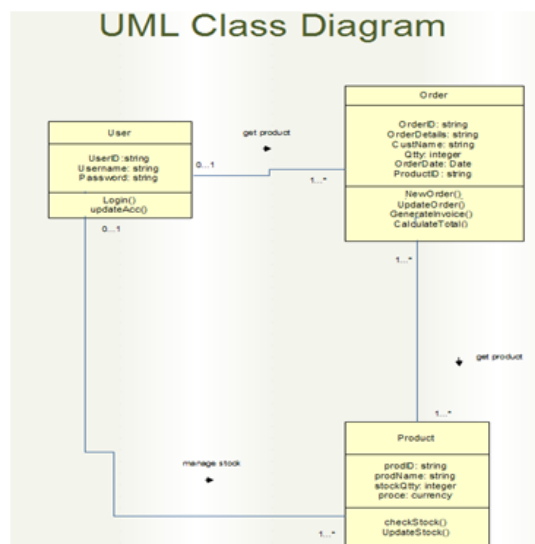 UML Class Diagram
Order
OrderID: string
OrderDetails: string
CustName: string
Qtty: integer
OrderDate: Date
ProductID : string
NewOrder()
UpdateOrder()
GenerateInvoice()
CalculateTotal()
User
UserID :string
Username: string
Password: string
Login()
updateAcc()
get product
0...1
1...*
0...1
1...*
get product
1...*
Product
prodID: string
prodName: string
stockQtty: integer
proce: currency
checkStock()
UpdateStock()
manage stock
1...*